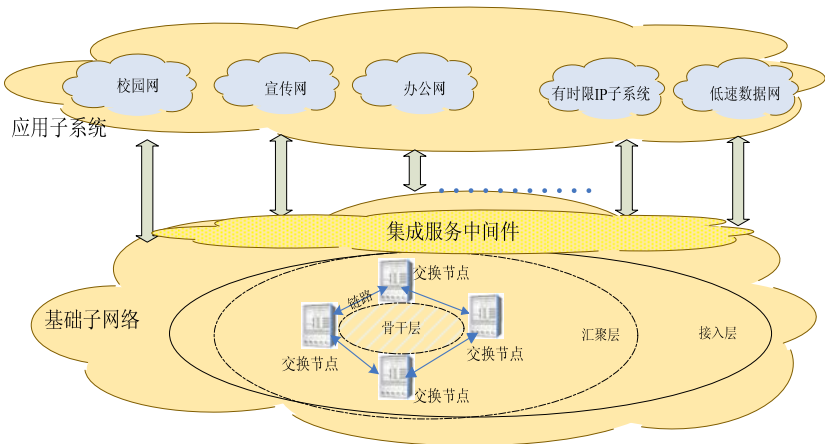 校园网
宣传网
办公网
有时限IP子系统
低速数据网
应用子系统
集成服务中间件
交换节点
链路
基础子网络
骨干层
汇聚层
接入层
交换节点
交换节点
交换节点